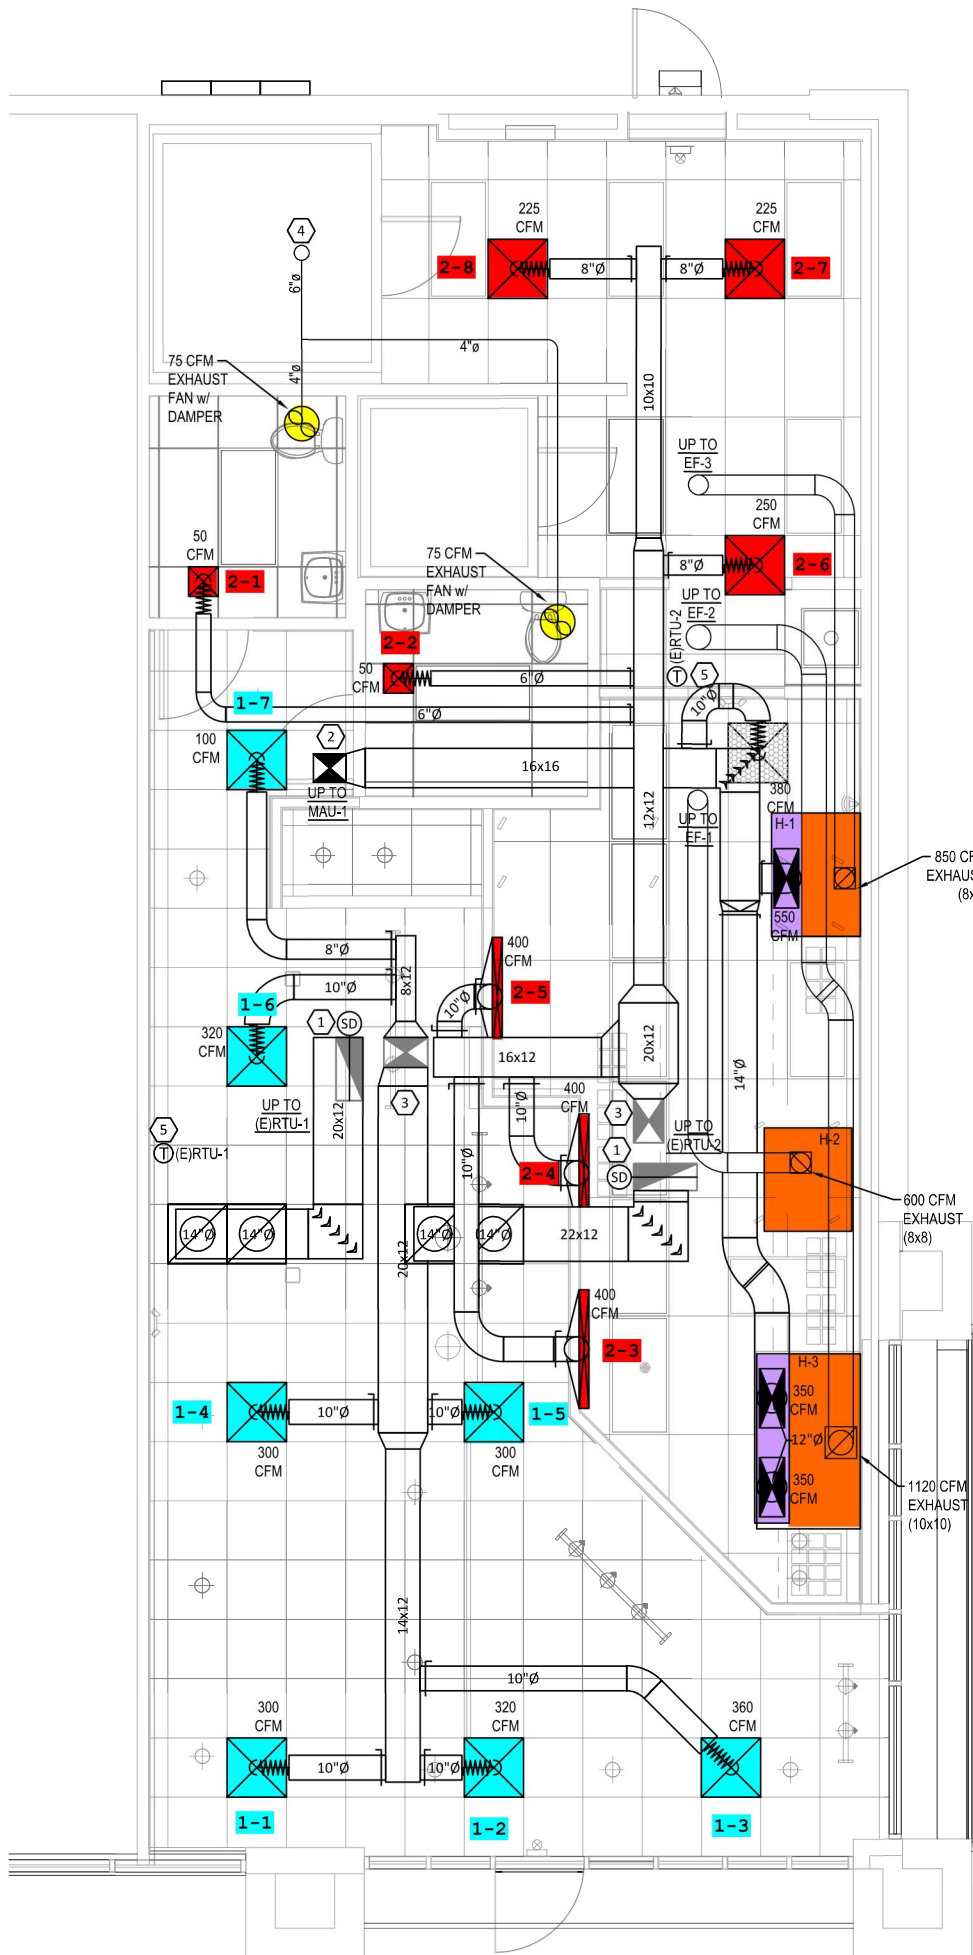 225
CFM
225
CFM
2-8
8"Ø
8"Ø
2-7
4
6"ø
4"ø
75 CFM
EXHAUST
FAN w/
DAMPER
4"ø
10x10
UP TO
EF-3
250
CFM
50
CFM
2-1
75 CFM
EXHAUST
FAN w/
DAMPER
8"Ø
2-6
UP TO
EF-2
2-2
50
CFM
6"Ø
T
(E)RTU-2
5
10"Ø
1-7
6"Ø
100
CFM
2
16x16
UP TO
MAU-1
12x12
380
CFM
UP TO
EF-1
H-1
550
CFM
850 CF
EXHAUS
(8x
8"Ø
8x12
400
CFM
2-5
10"Ø
10"Ø
1-6
1
SD
320
CFM
16x12
20x12
14"Ø
UP TO
(E)RTU-1
20x12
3
10"Ø
400
CFM
3
UP TO
(E)RTU-2
H-2
5
T
(E)RTU-1
10"Ø
1
SD
2-4
600 CFM
EXHAUST
(8x8)
14"Ø
14"Ø
20x12
14"Ø
14"Ø
22x12
400
CFM
2-3
H-3
350
CFM
1-4
10"Ø
10"Ø
1-5
12"Ø
300
CFM
300
CFM
350
CFM
1120 CFM
EXHAUST
(10x10)
14x12
10"Ø
300
CFM
320
CFM
360
CFM
10"Ø
10"Ø
1-1
1-2
1-3